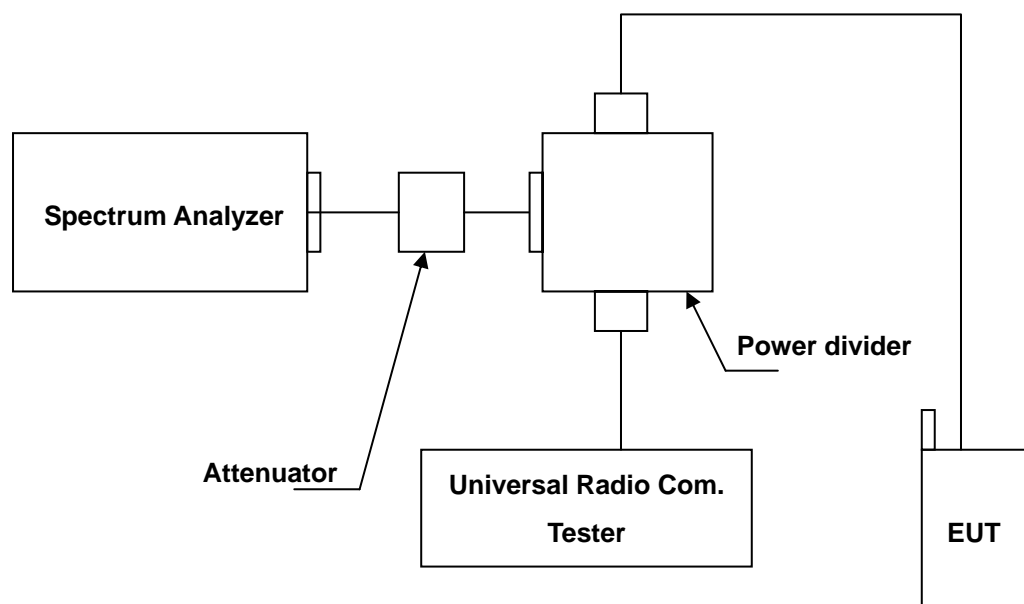 Spectrum Analyzer
Power divider
Attenuator
Universal Radio Com.
Tester
EUT